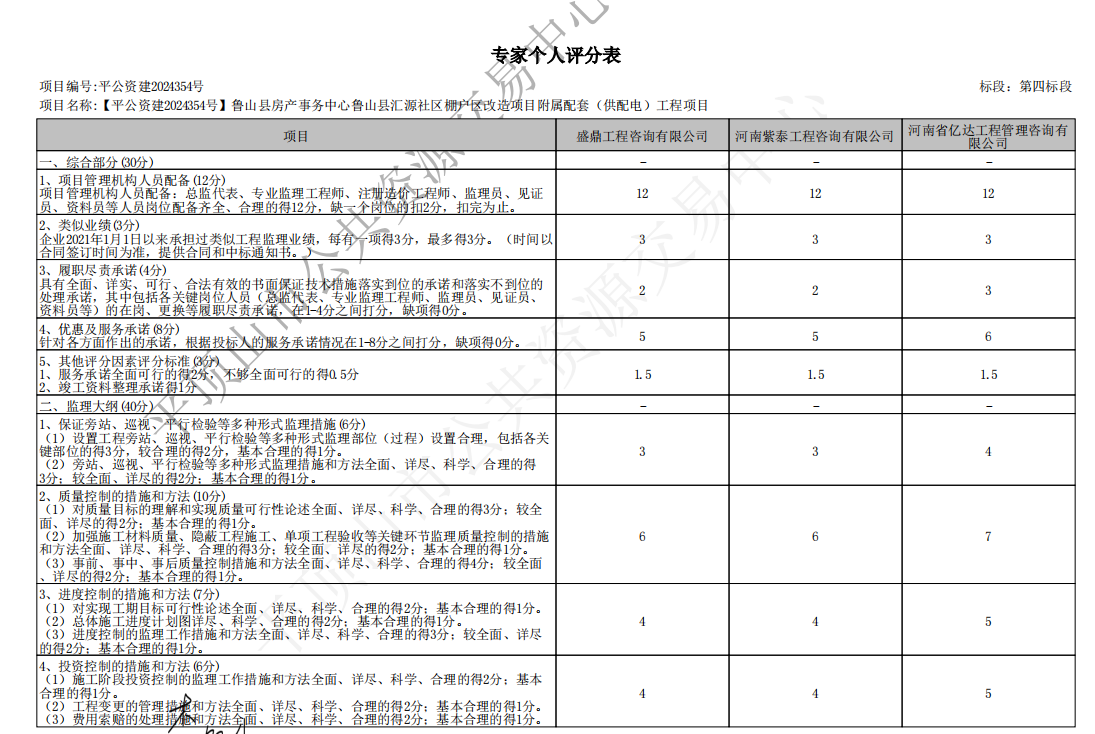 专家个人评分表
项目编号:平公资建2024354号
标段：第四标段
项目名称:【平公资建2024354号】鲁山县房产事务中心鲁山县汇源社区棚户区改造项目附属配套（供配电）工程项目
项目 盛鼎工程咨询有限公司 河南紫泰工程咨询有限公司 河南省亿达工程管理咨询有
限公司
一、综合部分(30分) — — —
1、项目管理机构人员配备(12分)
项目管理机构人员配备：总监代表、专业监理工程师、注册造价工程师、监理员、见证
员、资料员等人员岗位配备齐全、合理的得12分，缺一个岗位的扣2分，扣完为止。
12 12 12
2、类似业绩(3分)
企业2021年1月1日以来承担过类似工程监理业绩，每有一项得3分，最多得3分。（时间以
合同签订时间为准，提供合同和中标通知书。）
3 3 3
3、履职尽责承诺(4分)
具有全面、详实、可行、合法有效的书面保证技术措施落实到位的承诺和落实不到位的
处理承诺，其中包括各关键岗位人员（总监代表、专业监理工程师、监理员、见证员、
资料员等）的在岗、更换等履职尽责承诺，在1-4分之间打分，缺项得0分。
2 2 3
4、优惠及服务承诺(8分)
针对各方面作出的承诺，根据投标人的服务承诺情况在1-8分之间打分，缺项得0分。
5 5 6
5、其他评分因素评分标准(3分)
1、服务承诺全面可行的得2分，不够全面可行的得0.5分
2、竣工资料整理承诺得1分
1.5 1.5 1.5
二、监理大纲(40分) — — —
1、保证旁站、巡视、平行检验等多种形式监理措施(6分)
（1）设置工程旁站、巡视、平行检验等多种形式监理部位（过程）设置合理，包括各关
键部位的得3分，较合理的得2分，基本合理的得1分。
（2）旁站、巡视、平行检验等多种形式监理措施和方法全面、详尽、科学、合理的得
3分；较全面、详尽的得2分；基本合理的得1分。
3 3 4
2、质量控制的措施和方法(10分)
（1）对质量目标的理解和实现质量可行性论述全面、详尽、科学、合理的得3分；较全
面、详尽的得2分；基本合理的得1分。
（2）加强施工材料质量、隐蔽工程施工、单项工程验收等关键环节监理质量控制的措施
和方法全面、详尽、科学、合理的得3分；较全面、详尽的得2分；基本合理的得1分。
（3）事前、事中、事后质量控制措施和方法全面、详尽、科学、合理的得4分；较全面
、详尽的得2分；基本合理的得1分。
6 6 7
3、进度控制的措施和方法(7分)
（1）对实现工期目标可行性论述全面、详尽、科学、合理的得2分；基本合理的得1分。
（2）总体施工进度计划图详尽、科学、合理的得2分；基本合理的得1分。
（3）进度控制的监理工作措施和方法全面、详尽、科学、合理的得3分；较全面、详尽
的得2分；基本合理的得1分。
4 4 5
4、投资控制的措施和方法(6分)
（1）施工阶段投资控制的监理工作措施和方法全面、详尽、科学、合理的得2分；基本
合理的得1分。
（2）工程变更的管理措施和方法全面、详尽、科学、合理的得2分；基本合理的得1分。
（3）费用索赔的处理措施和方法全面、详尽、科学、合理的得2分；基本合理的得1分。
4 4 5
平顶山市公共资源交易中心
平顶山市公共资源交易中心